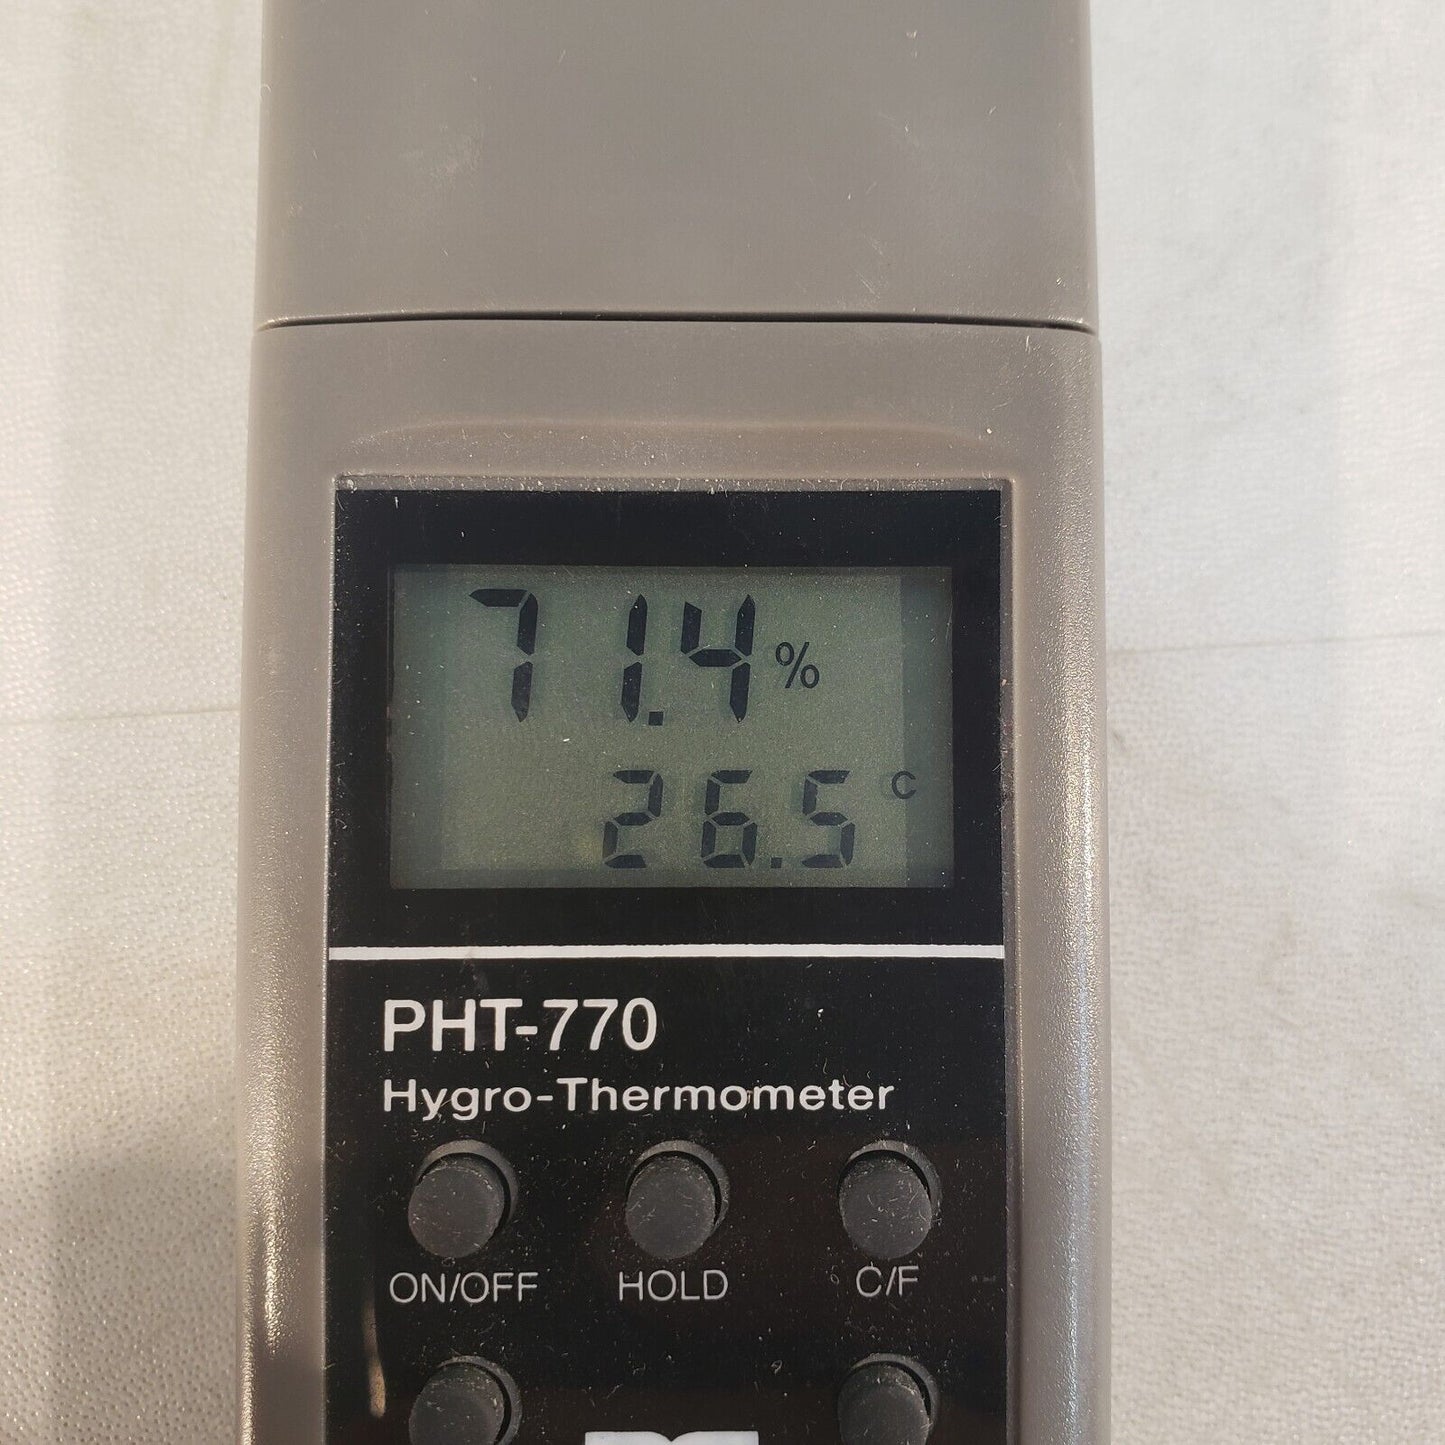 71.4 %
26.5 C
PHT-770
Hygro-Thermometer
ON/OFF HOLD C/F